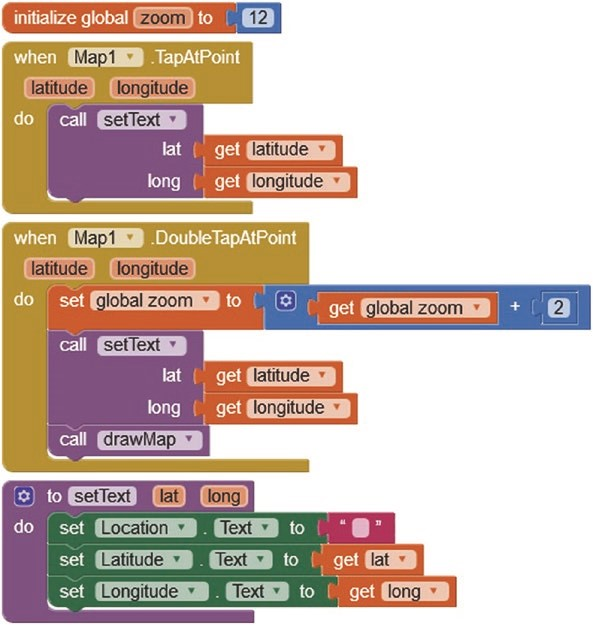 initialize global zoom to 12
when Map1 .TapAtPoint
latitude longitude
do call setText
lat get latitude
long get longitude
when Map1 .DoubleTapAtPoint
latitude longitude
do set global zoom to get global zoom + 2
call setText
lat get latitude
long get longitude
call drawMap
to setText lat long
do set Location . Text to “ ”
set Latitude . Text to get lat
set Longitude . Text to get long